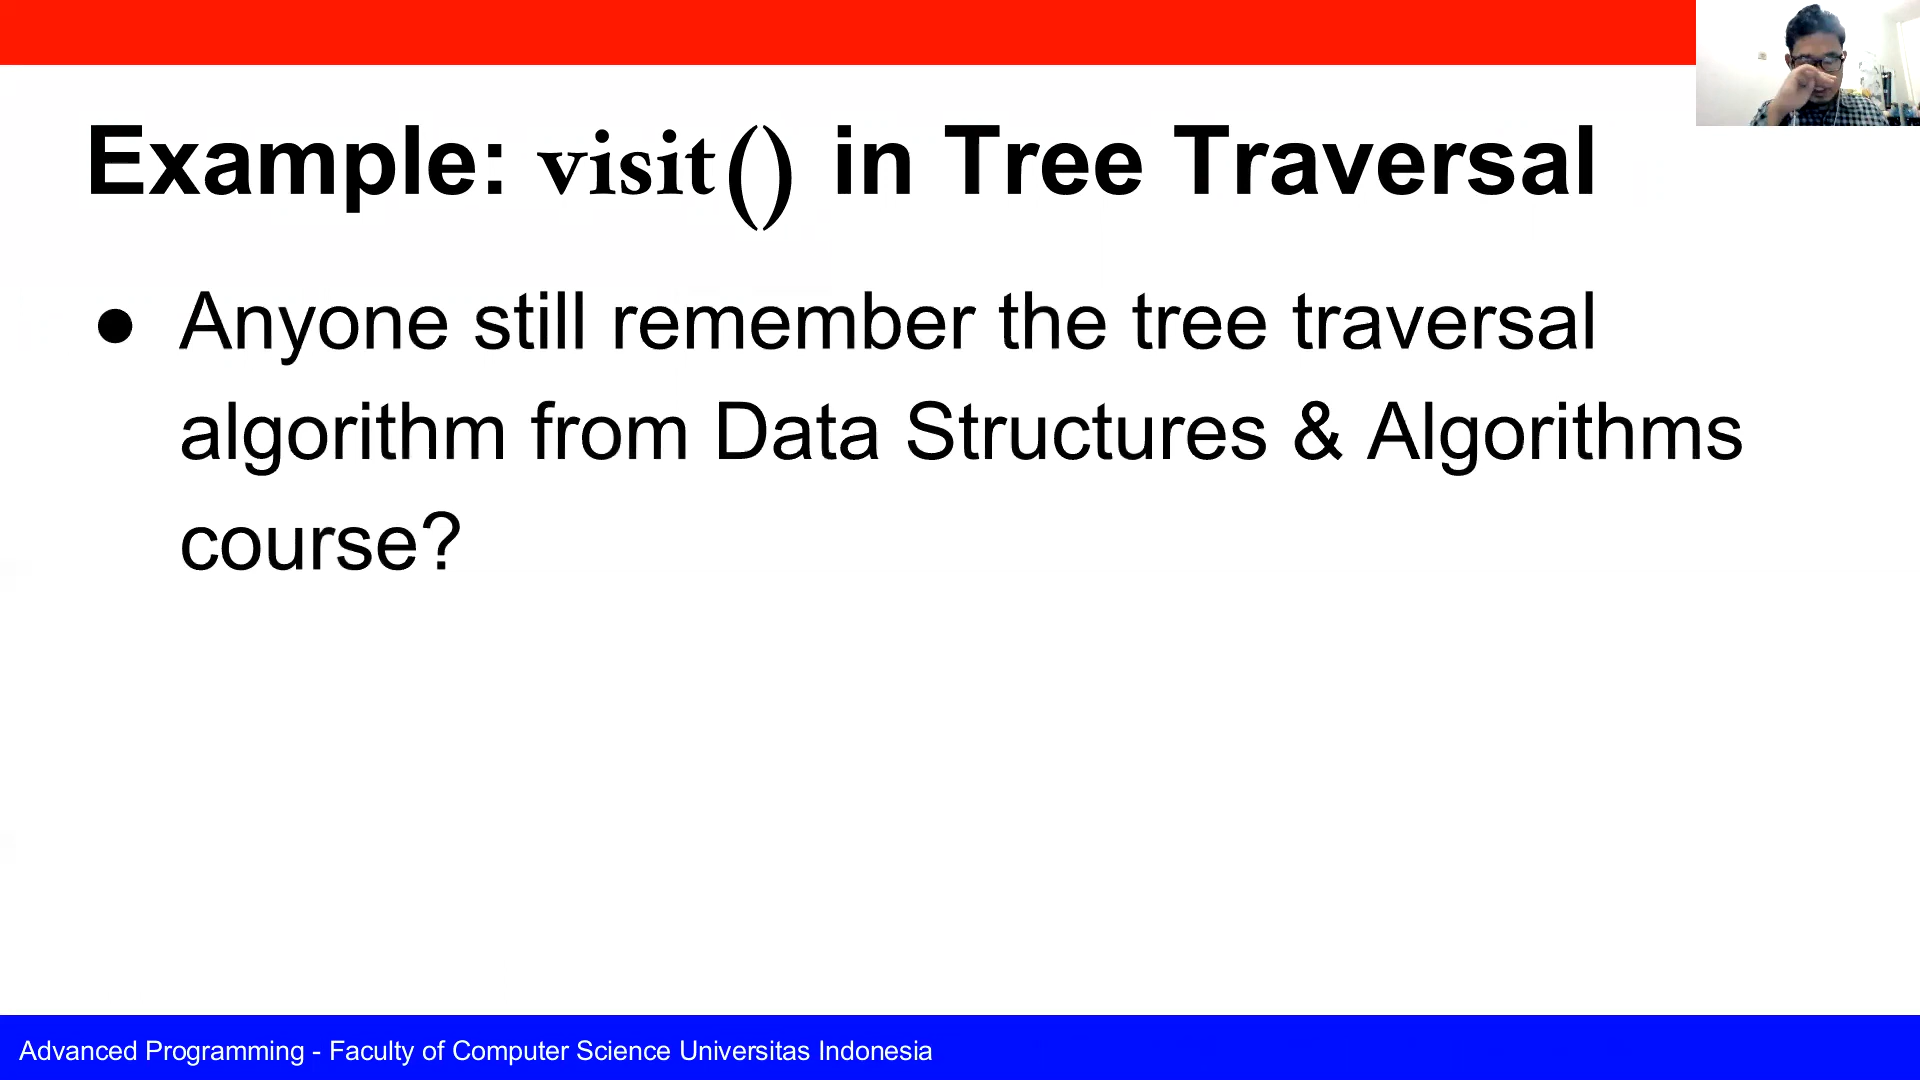 Example: visit() in Tree Traversal
● Anyone still remember the tree traversal
algorithm from Data Structures & Algorithms
course?
Advanced Programming - Faculty of Computer Science Universitas Indonesia